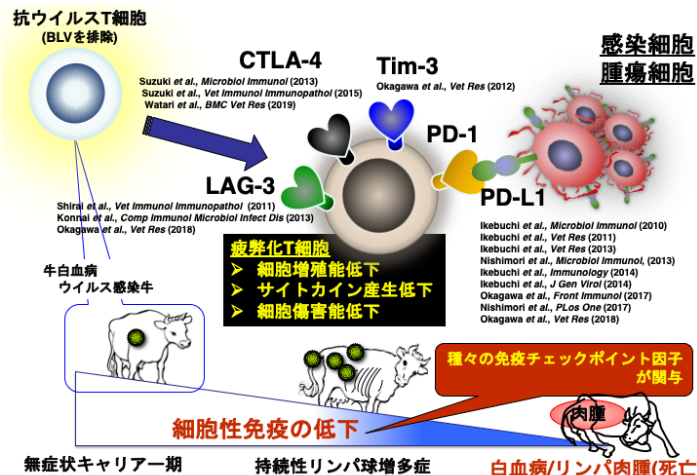 抗ウイルスT細胞
(BLVを排除)
CTLA-4
Suzuki et al., Microbiol Immunol (2013)
Suzuki et al., Vet Immunol Immunopathol (2015)
Watari et al., BMC Vet Res (2019)
Tim-3
Okagawa et al., Vet Res (2012)
感染細胞
腫瘍細胞
PD-1
PD-L1
LAG-3
Shirai et al., Vet Immunol Immunopathol (2011)
Konnai et al., Comp Immunol Microbiol Infect Dis (2013)
Okagawa et al., Vet Res (2018)
Ikebuchi et al., Microbiol Immunol (2010)
Ikebuchi et al., Vet Res (2011)
Ikebuchi et al., Vet Res (2013)
Nishimori et al., Microbiol Immunol, (2013)
Ikebuchi et al., Immunology (2014)
Ikebuchi et al., J Gen Virol (2014)
Okagawa et al., Front Immunol (2017)
Nishimori et al., PLos One (2017)
Okagawa et al., Vet Res (2018)
疲弊化T細胞
➢ 細胞増殖能低下
➢ サイトカイン産生低下
➢ 細胞傷害能低下
牛白血病
ウイルス感染牛
種々の免疫チェックポイント因子
が関与
肉腫
細胞性免疫の低下
無症状キャリアー期
持続性リンパ球増多症
白血病/リンパ肉腫(死亡